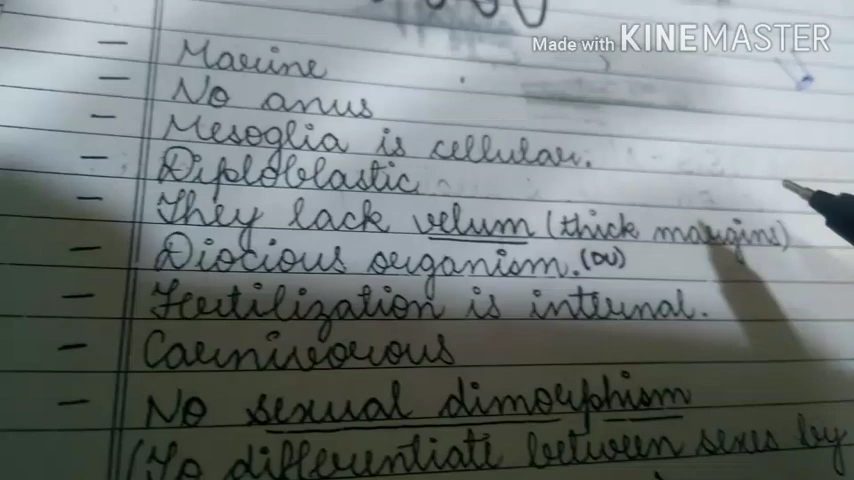 Made with KINEMASTER
- Marine
- No anus
- Mesoglia is cellular.
- Diploblastic
- They lack velum (thick margins)
- Diocious organism. (OV)
- Fertilization is internal.
- Carnivorous
- No sexual dimorphism
(To differentiate between sexes by